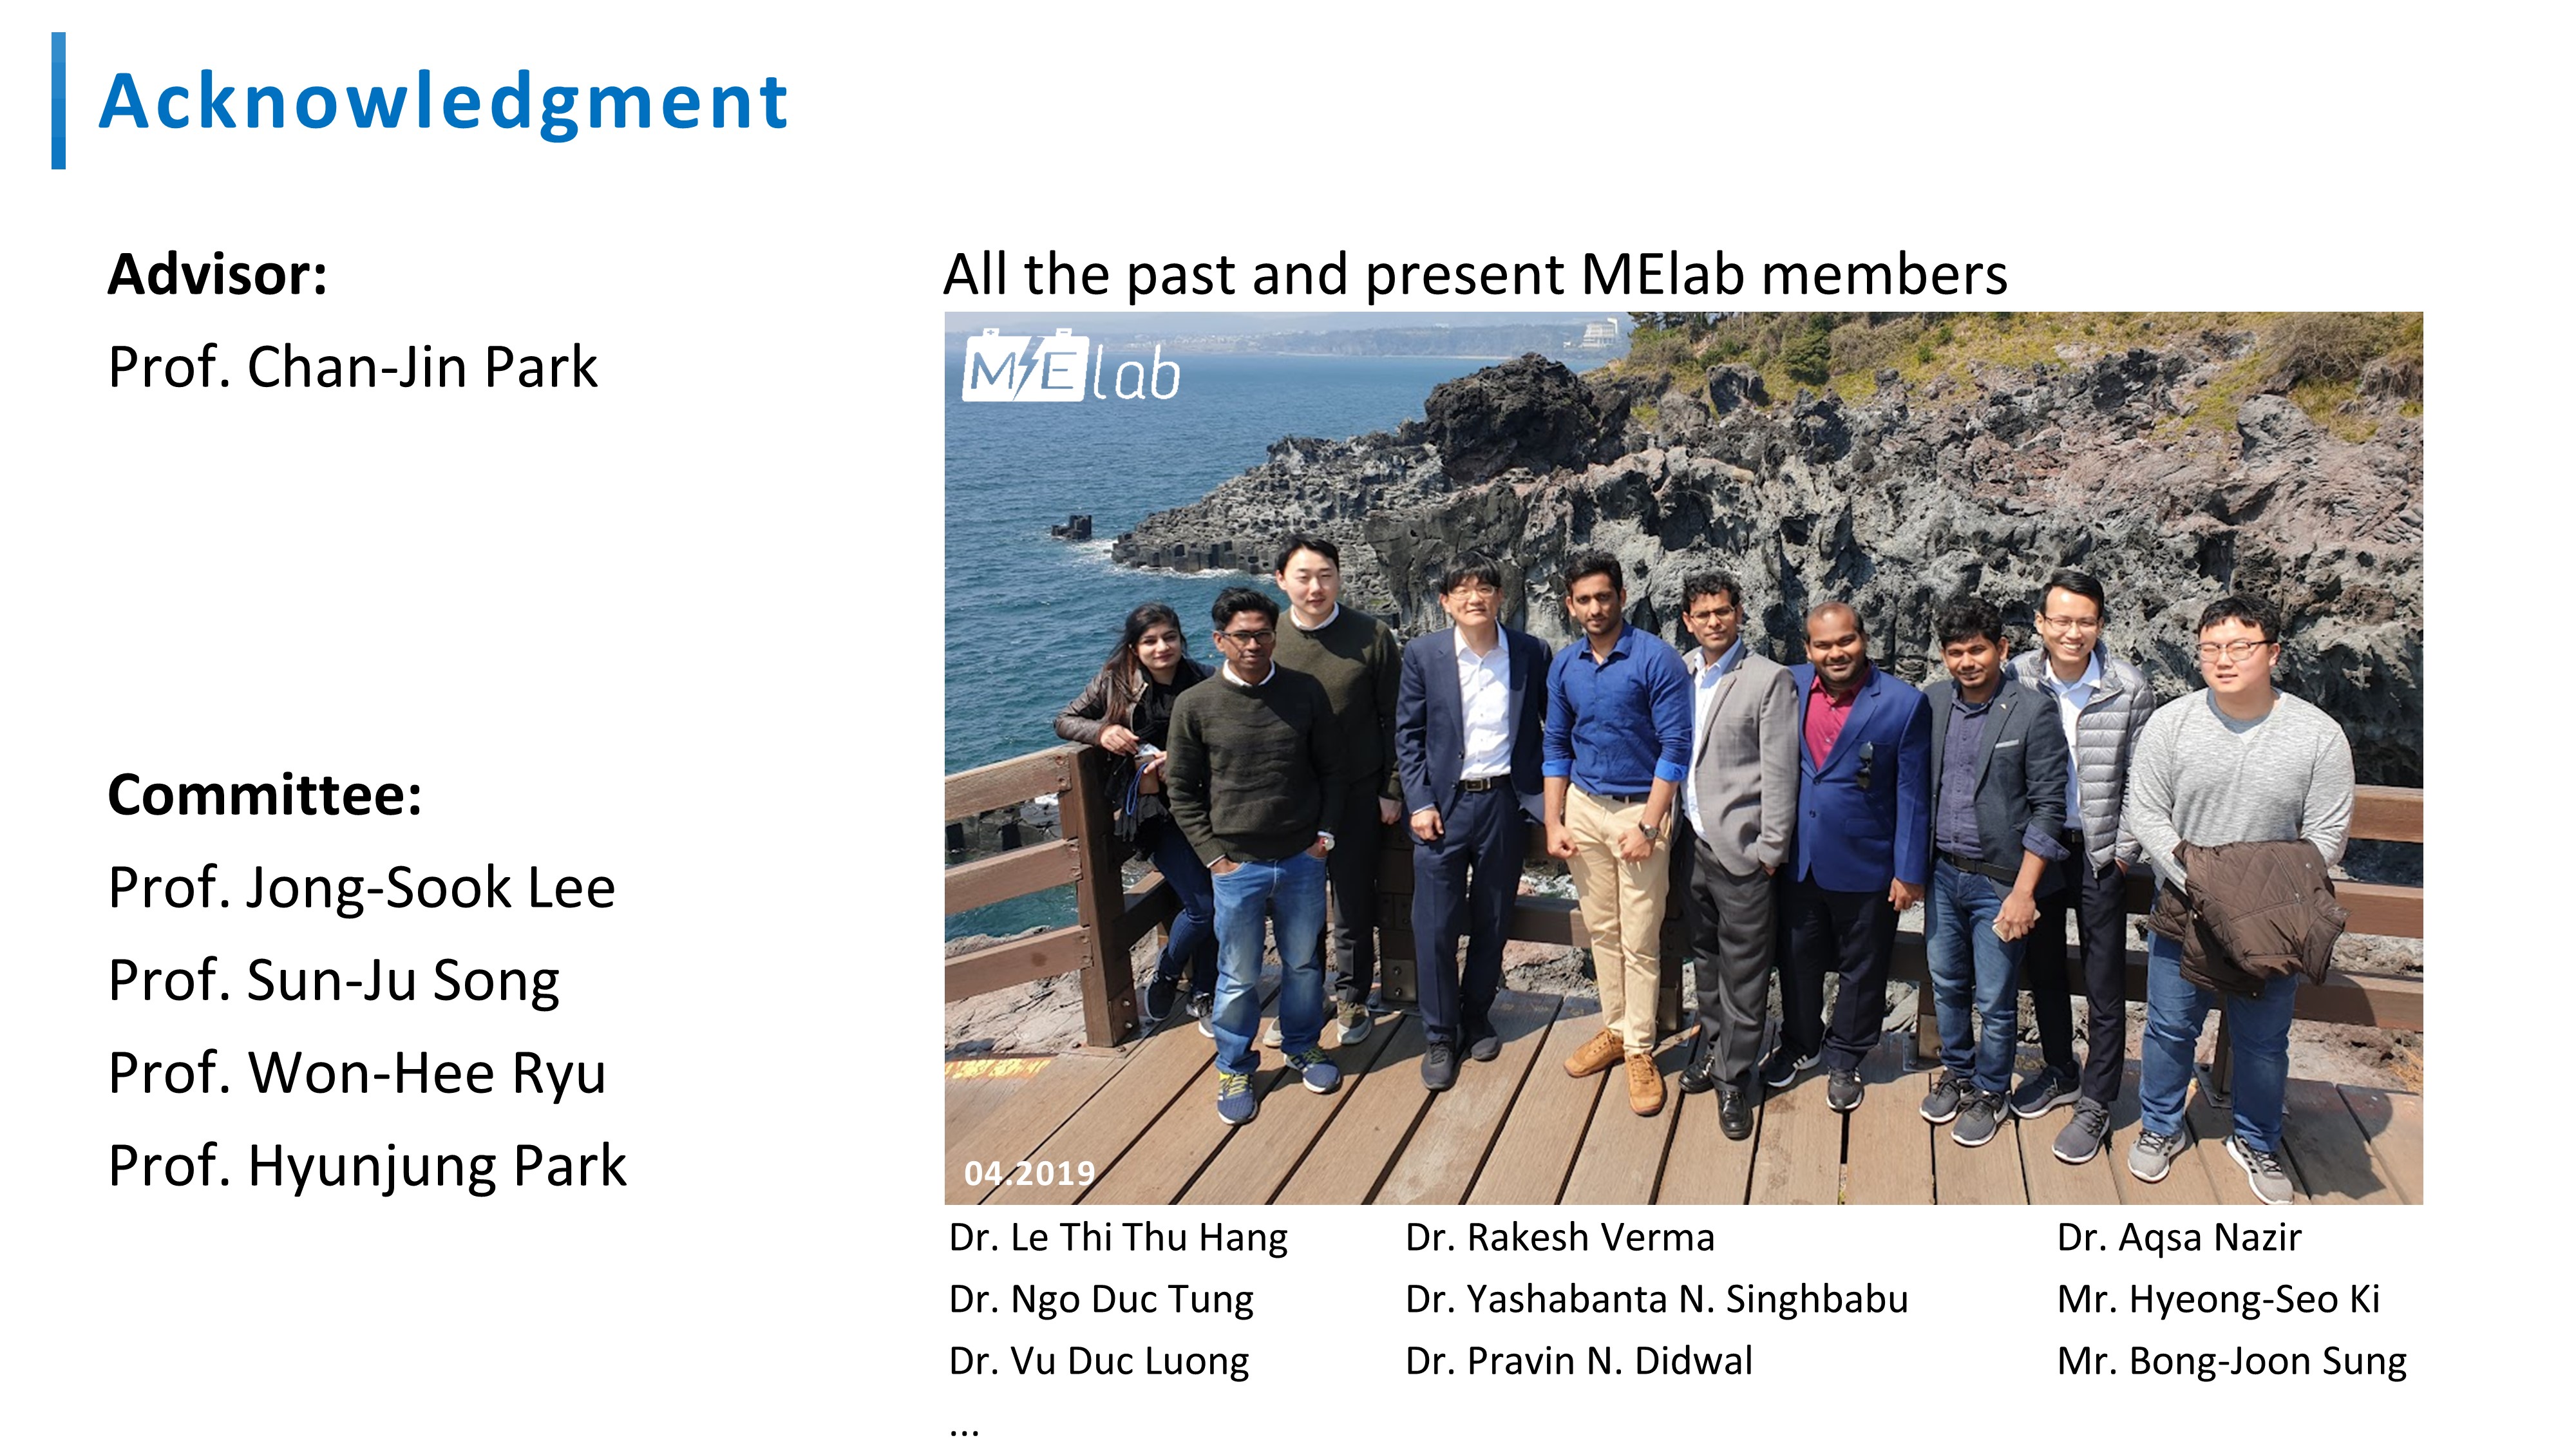 Acknowledgment
Advisor:
Prof. Chan-Jin Park
Committee:
Prof. Jong-Sook Lee
Prof. Sun-Ju Song
Prof. Won-Hee Ryu
Prof. Hyunjung Park
All the past and present MElab members
ME lab
04.2019
Dr. Le Thi Thu Hang
Dr. Ngo Duc Tung
Dr. Vu Duc Luong
...
Dr. Rakesh Verma
Dr. Yashabanta N. Singhbabu
Dr. Pravin N. Didwal
Dr. Aqsa Nazir
Mr. Hyeong-Seo Ki
Mr. Bong-Joon Sung